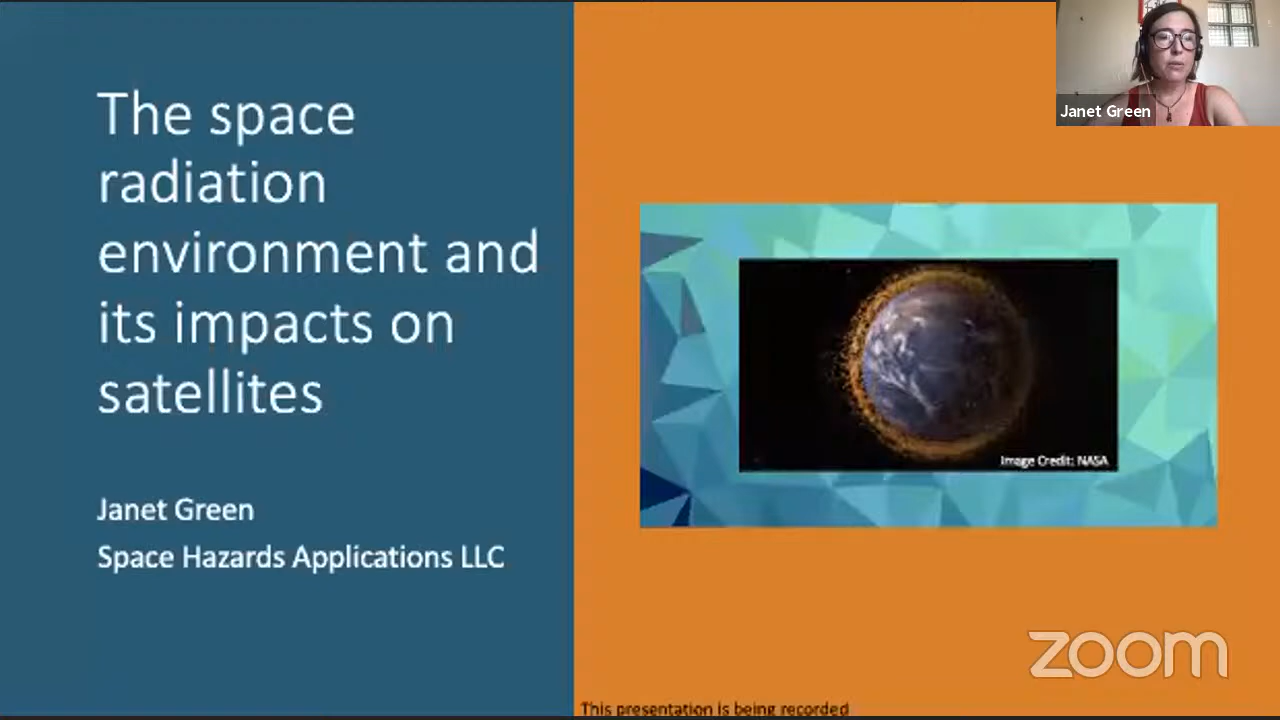 The space
radiation
environment and
its impacts on
satellites
Janet Green
Space Hazards Applications LLC
Janet Green
Image Credit: NASA
zoom
This presentation is being recorded